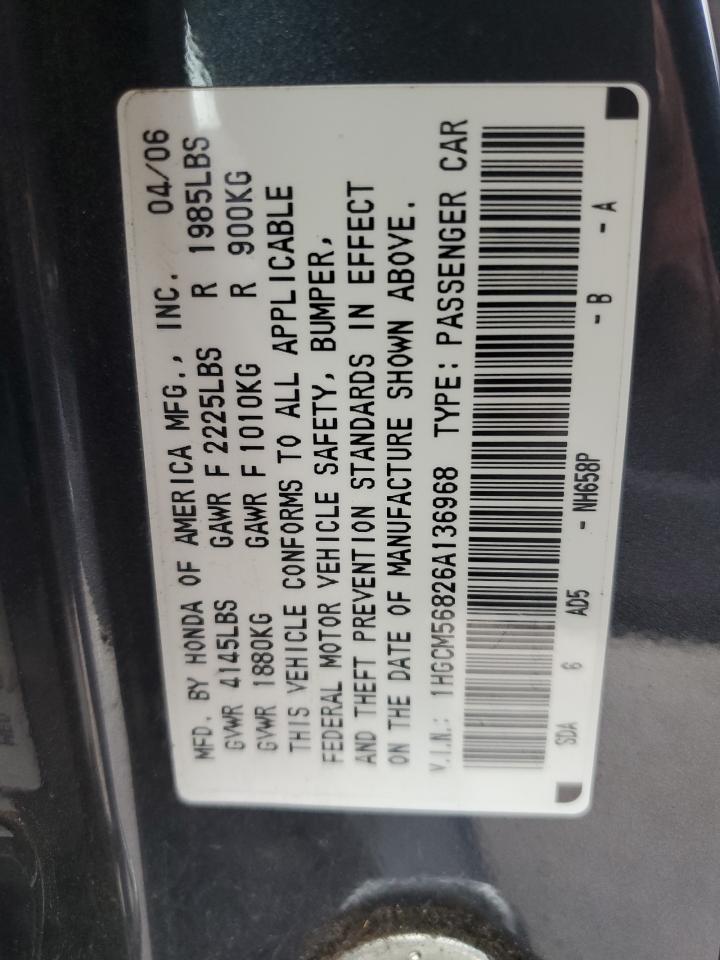 MFD. BY HONDA OF AMERICA MFG., INC. 04/06
GVWR 4145LBS GAWR F 2225LBS R 1985LBS
GVWR 1880KG GAWR F 1010KG R 900KG
THIS VEHICLE CONFORMS TO ALL APPLICABLE
FEDERAL MOTOR VEHICLE SAFETY, BUMPER,
AND THEFT PREVENTION STANDARDS IN EFFECT
ON THE DATE OF MANUFACTURE SHOWN ABOVE.
V.I.N.: 1HGCM56826A136968 TYPE: PASSENGER CAR
SDA 6 AD5 - NH658P - B - A